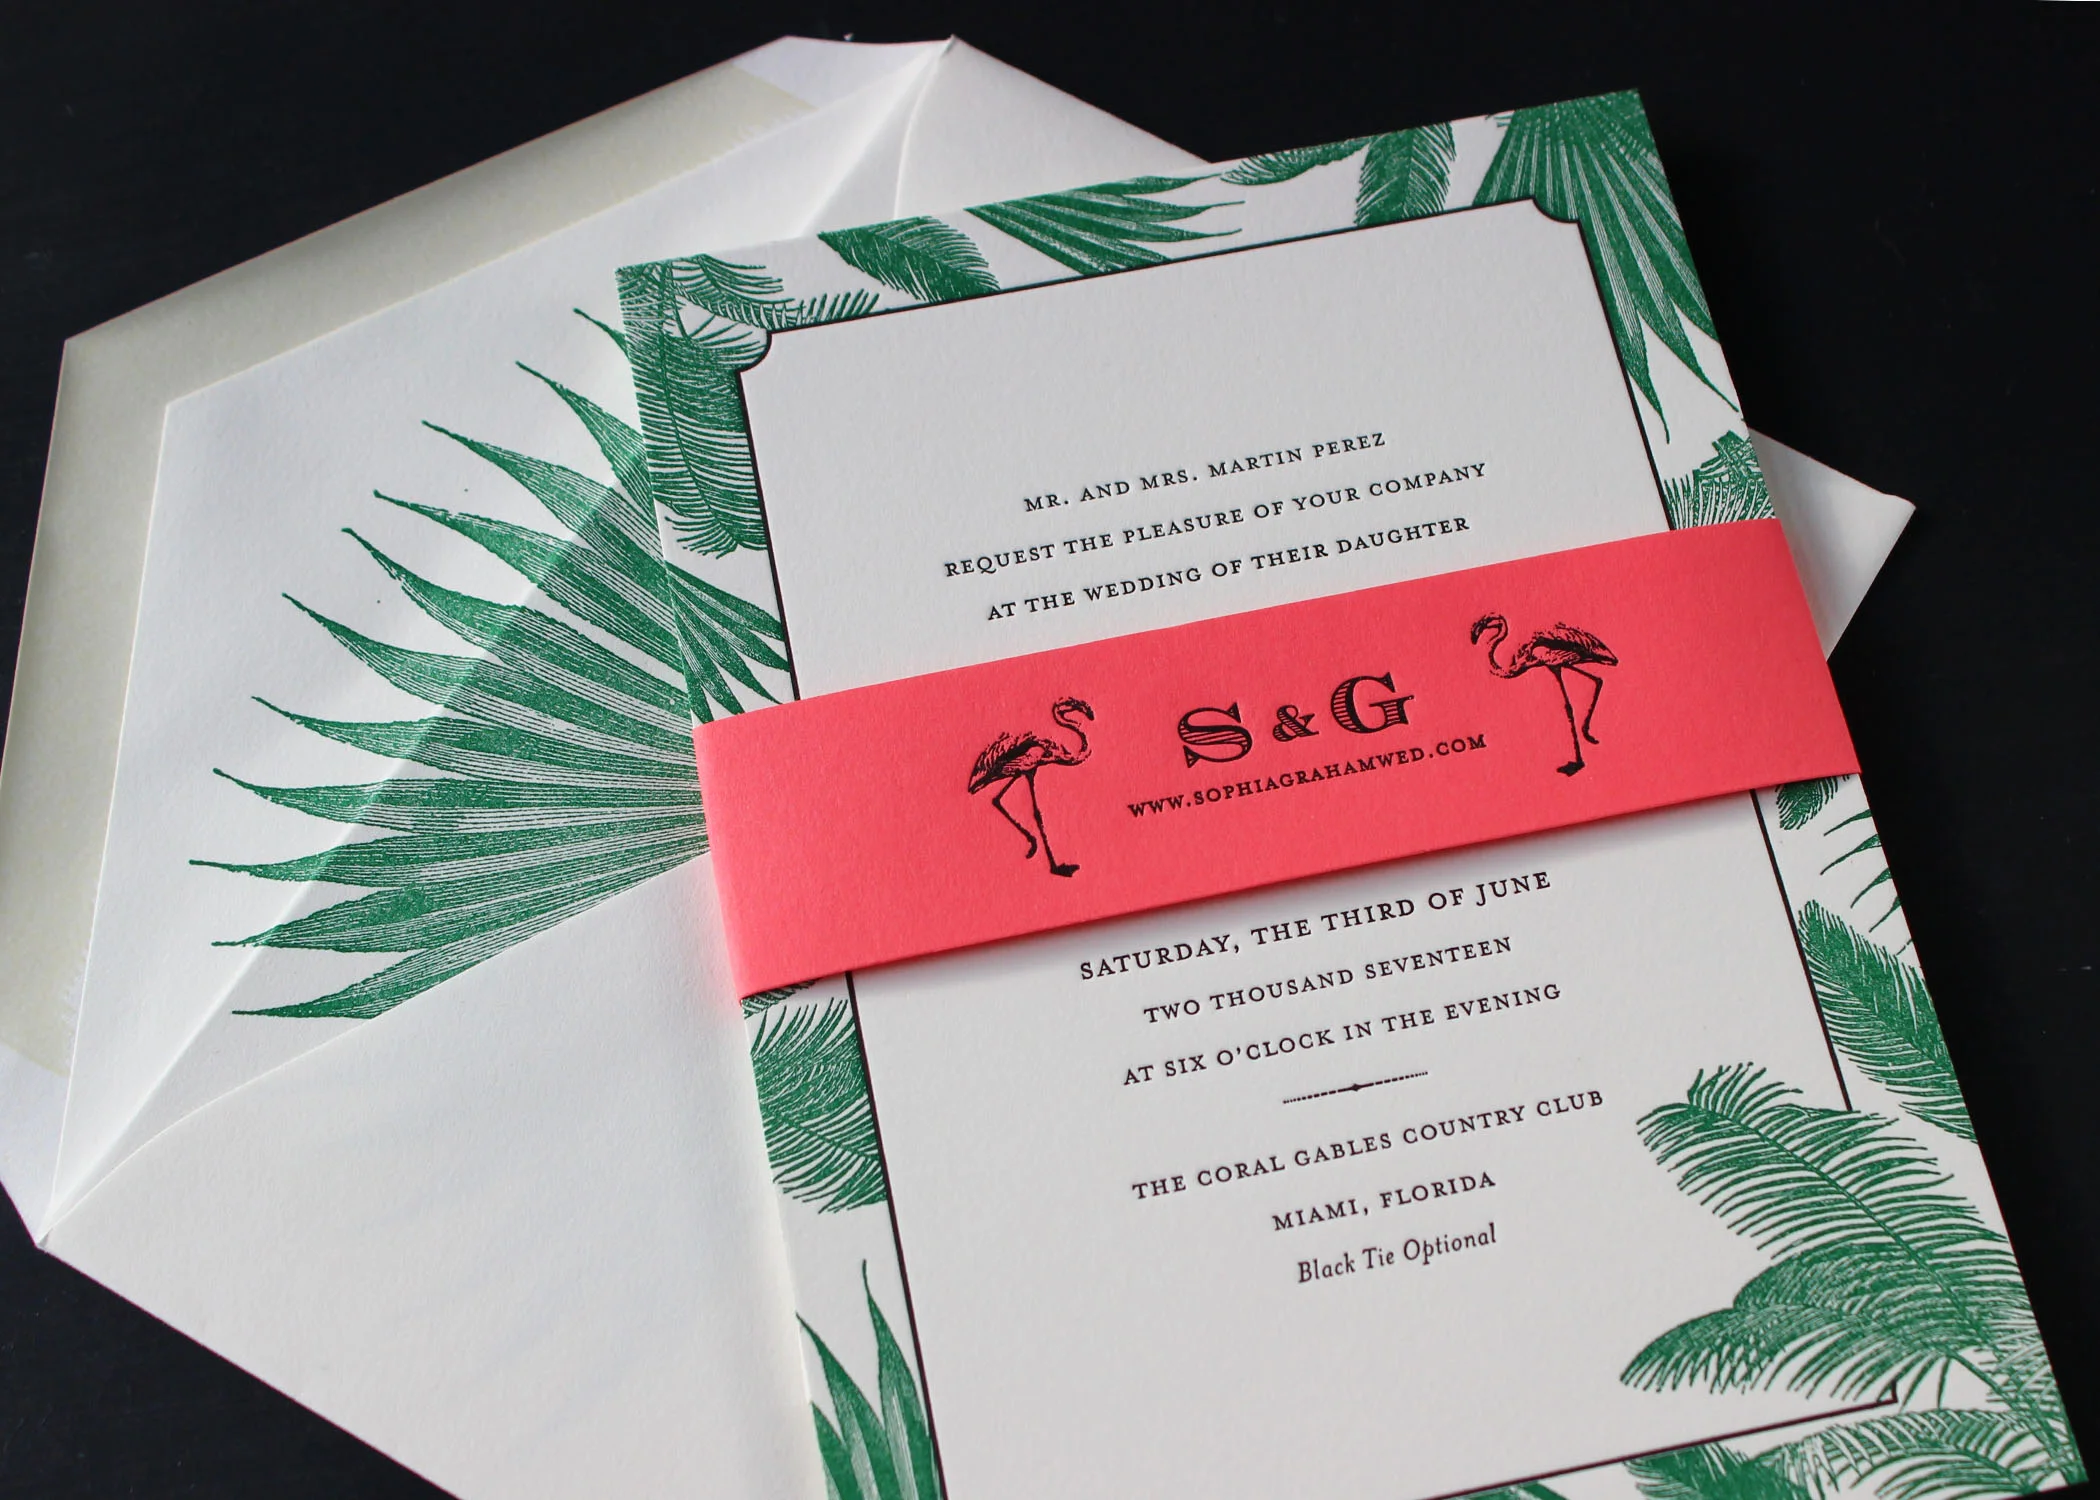 MR. AND MRS. MARTIN PEREZ
REQUEST THE PLEASURE OF YOUR COMPANY
AT THE WEDDING OF THEIR DAUGHTER
S & G
WWW.SOPHIAGRAHAMWED.COM
SATURDAY, THE THIRD OF JUNE
TWO THOUSAND SEVENTEEN
AT SIX O'CLOCK IN THE EVENING
THE CORAL GABLES COUNTRY CLUB
MIAMI, FLORIDA
Black Tie Optional